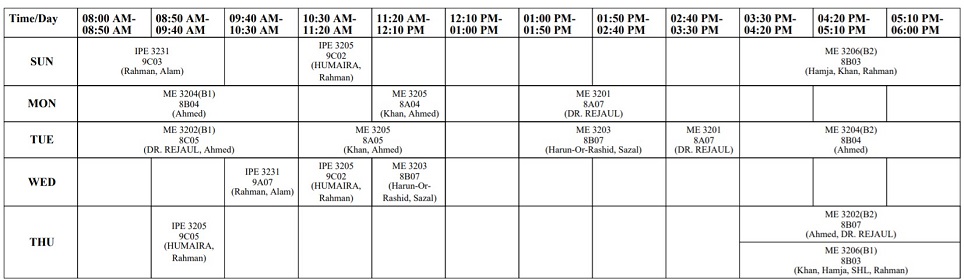 Time/Day 08:00 AM- 08:50 AM- 09:40 AM- 10:30 AM- 11:20 AM- 12:10 PM- 01:00 PM- 01:50 PM- 02:40 PM- 03:30 PM- 04:20 PM- 05:10 PM-
08:50 AM 09:40 AM 10:30 AM 11:20 AM 12:10 PM 01:00 PM 01:50 PM 02:40 PM 03:30 PM 04:20 PM 05:10 PM 06:00 PM
SUN
IPE 3231
9C03
(Rahman, Alam)
IPE 3205
9C02
(HUMAIRA,
Rahman)
ME 3206(B2)
8B03
(Hamja, Khan, Rahman)
MON
ME 3204(B1)
8B04
(Ahmed)
ME 3205
8A04
(Khan, Ahmed)
ME 3201
8A07
(DR. REJAUL)
TUE
ME 3202(B1)
8C05
(DR. REJAUL, Ahmed)
ME 3205
8A05
(Khan, Ahmed)
ME 3203
8B07
(Harun-Or-Rashid, Sazal)
ME 3201
8A07
(DR. REJAUL)
ME 3204(B2)
8B04
(Ahmed)
WED
IPE 3231
9A07
(Rahman, Alam)
IPE 3205
9C02
(HUMAIRA,
Rahman)
ME 3203
8B07
(Harun-Or-
Rashid, Sazal)
THU
IPE 3205
9C05
(HUMAIRA,
Rahman)
ME 3202(B2)
8B07
(Ahmed, DR. REJAUL)
ME 3206(B1)
8B03
(Khan, Hamja, SHL, Rahman)